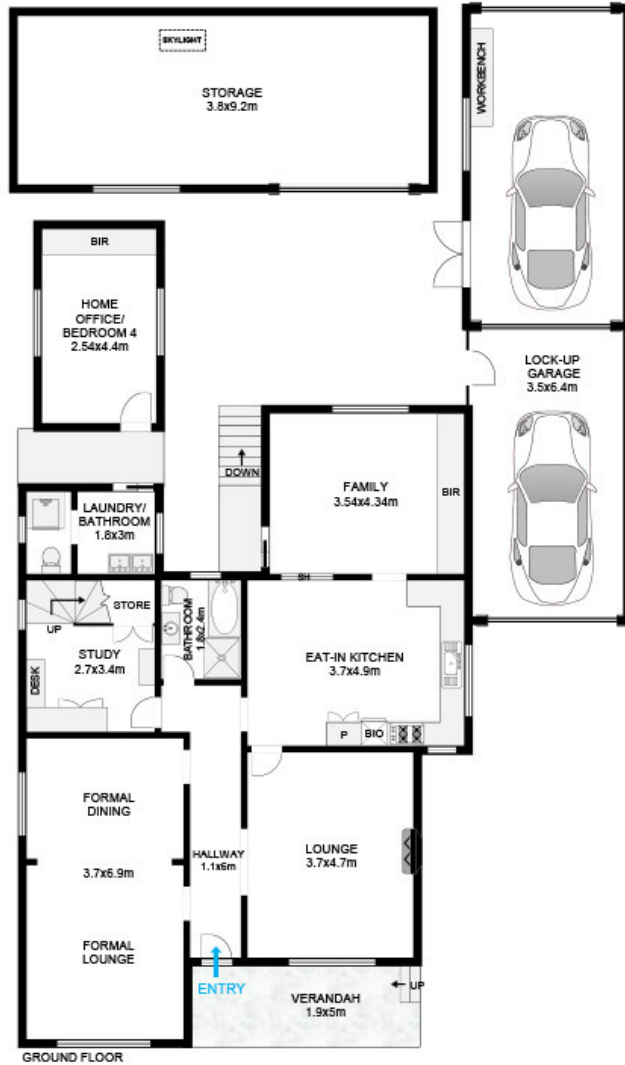 SKYLIGHT
STORAGE
3.8x9.2m
WORKBENCH
BIR
HOME
OFFICE/
BEDROOM 4
2.54x4.4m
LOCK-UP
GARAGE
3.5x6.4m
DOWN
FAMILY
3.54x4.34m
BIR
LAUNDRY/
BATHROOM
1.8x3m
SH
STORE
UP
BATHROOM
1.8x2.4m
STUDY
2.7x3.4m
DESK
EAT-IN KITCHEN
3.7x4.9m
P
BIO
FORMAL
DINING
3.7x6.9m
FORMAL
LOUNGE
HALLWAY
1.1x6m
LOUNGE
3.7x4.7m
ENTRY
UP
VERANDAH
1.9x5m
GROUND FLOOR